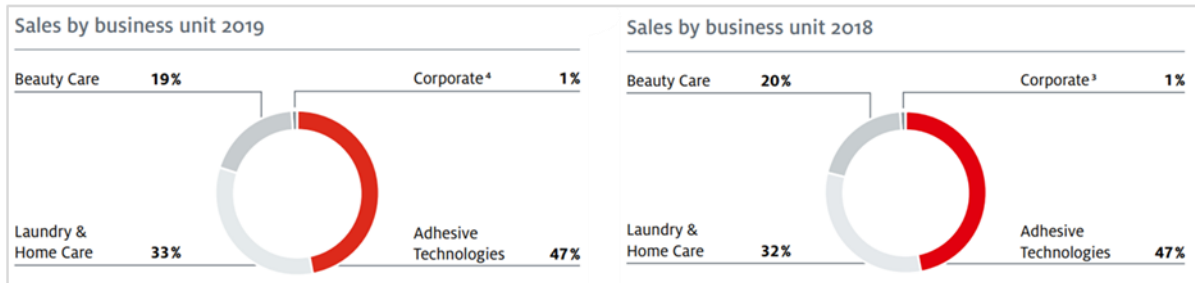 Sales by business unit 2019
Beauty Care 19%
Corporate⁴ 1%
Laundry &
Home Care 33%
Adhesive
Technologies 47%
Sales by business unit 2018
Beauty Care 20%
Corporate³ 1%
Laundry &
Home Care 32%
Adhesive
Technologies 47%